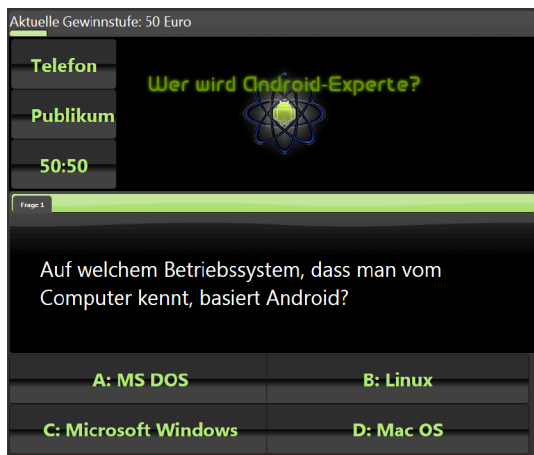 Aktuelle Gewinnstufe: 50 Euro
Telefon
Wer wird Android-Experte?
Publikum
50:50
Frage 1
Auf welchem Betriebssystem, dass man vom
Computer kennt, basiert Android?
A: MS DOS
B: Linux
C: Microsoft Windows
D: Mac OS